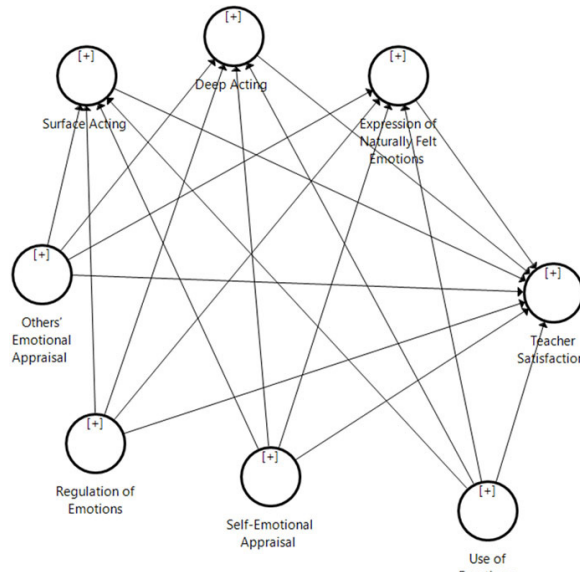 [+]
Deep Acting
[+]
Surface Acting
[+]
Expression of
Naturally Felt
Emotions
[+]
Others'
Emotional
Appraisal
[+]
Teacher
Satisfaction
[+]
Regulation of
Emotions
[+]
Self-Emotional
Appraisal
[+]
Use of